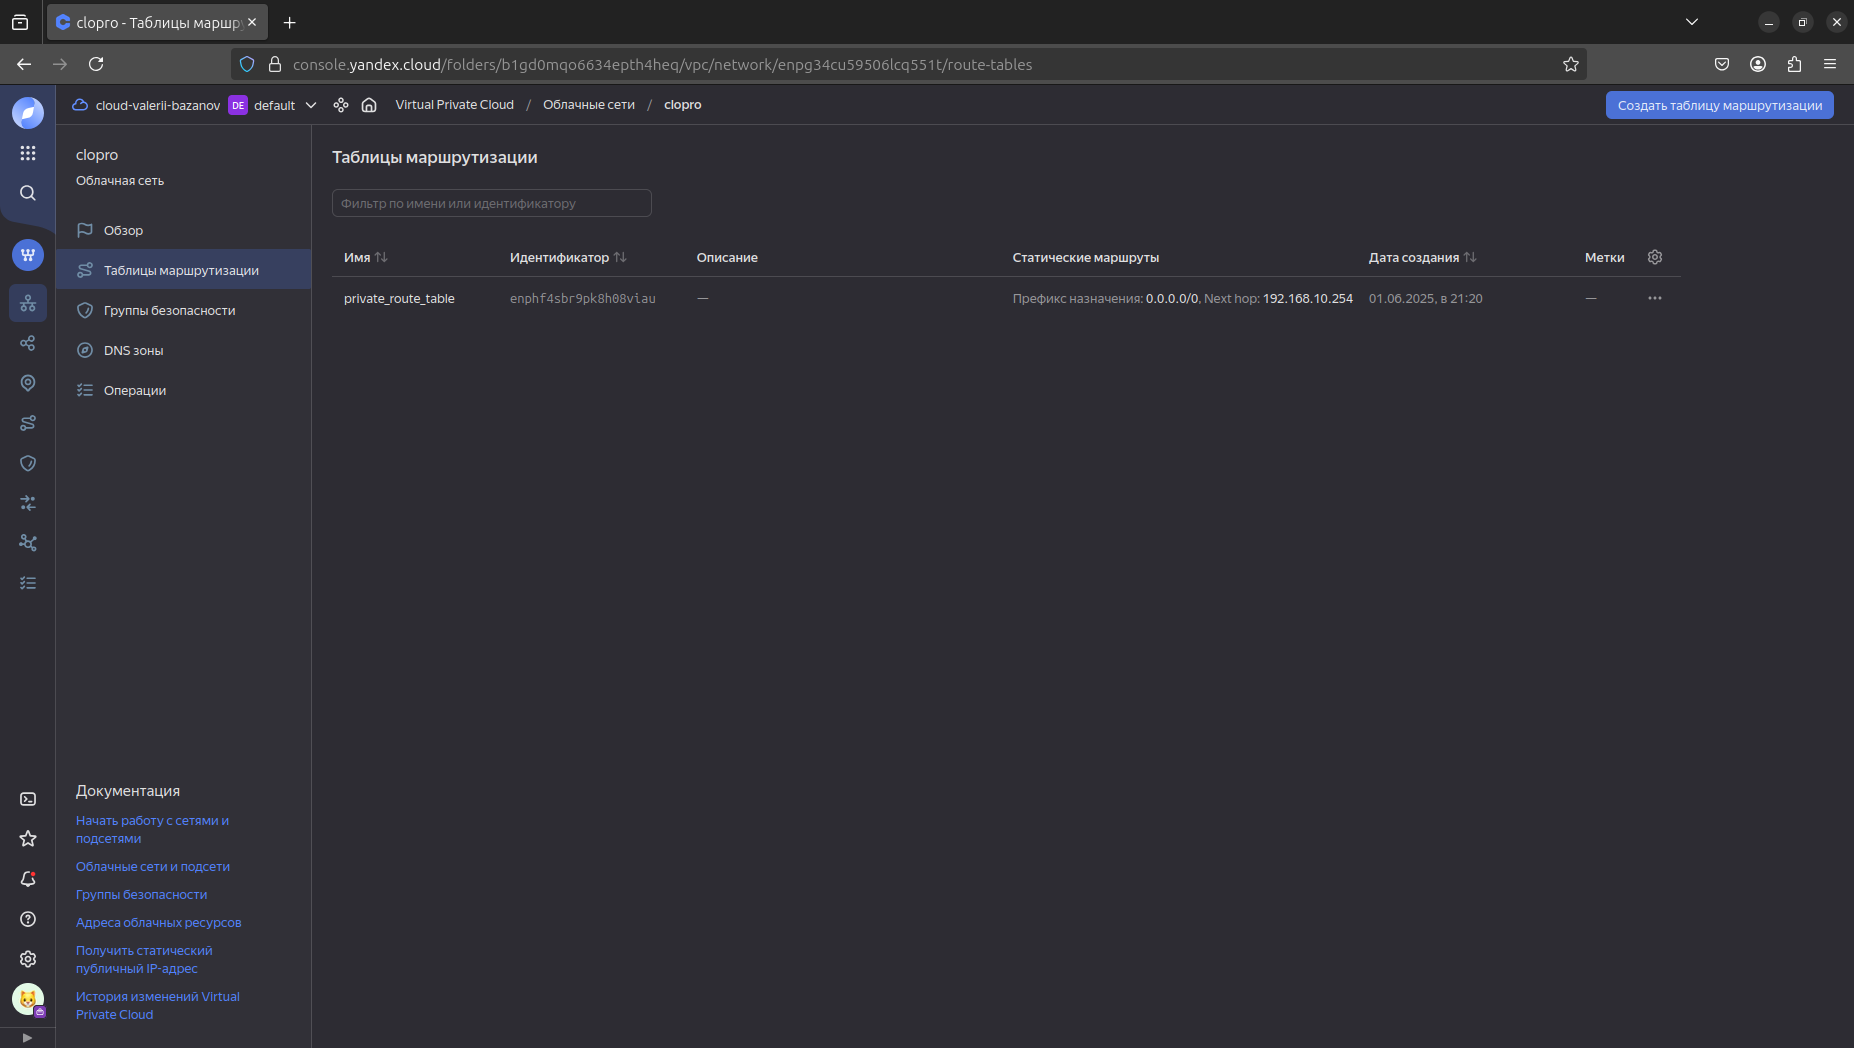 clopro - Таблицы маршр
console.yandex.cloud/folders/b1gd0mqo6634epth4heq/vpc/network/enpg34cu59506lcq551t/route-tables
cloud-valerii-bazanov DE default Virtual Private Cloud / Облачные сети / clopro Создать таблицу маршрутизации
clopro
Облачная сеть
Обзор
Таблицы маршрутизации
Группы безопасности
DNS зоны
Операции
Документация
Начать работу с сетями и
подсетями
Облачные сети и подсети
Группы безопасности
Адреса облачных ресурсов
Получить статический
публичный IP-адрес
История изменений Virtual
Private Cloud
Таблицы маршрутизации
Фильтр по имени или идентификатору
Имя Идентификатор Описание Статические маршруты Дата создания Метки
private_route_table enphf4sbr9pk8h08viau — Префикс назначения: 0.0.0.0/0, Next hop: 192.168.10.254 01.06.2025, в 21:20 —